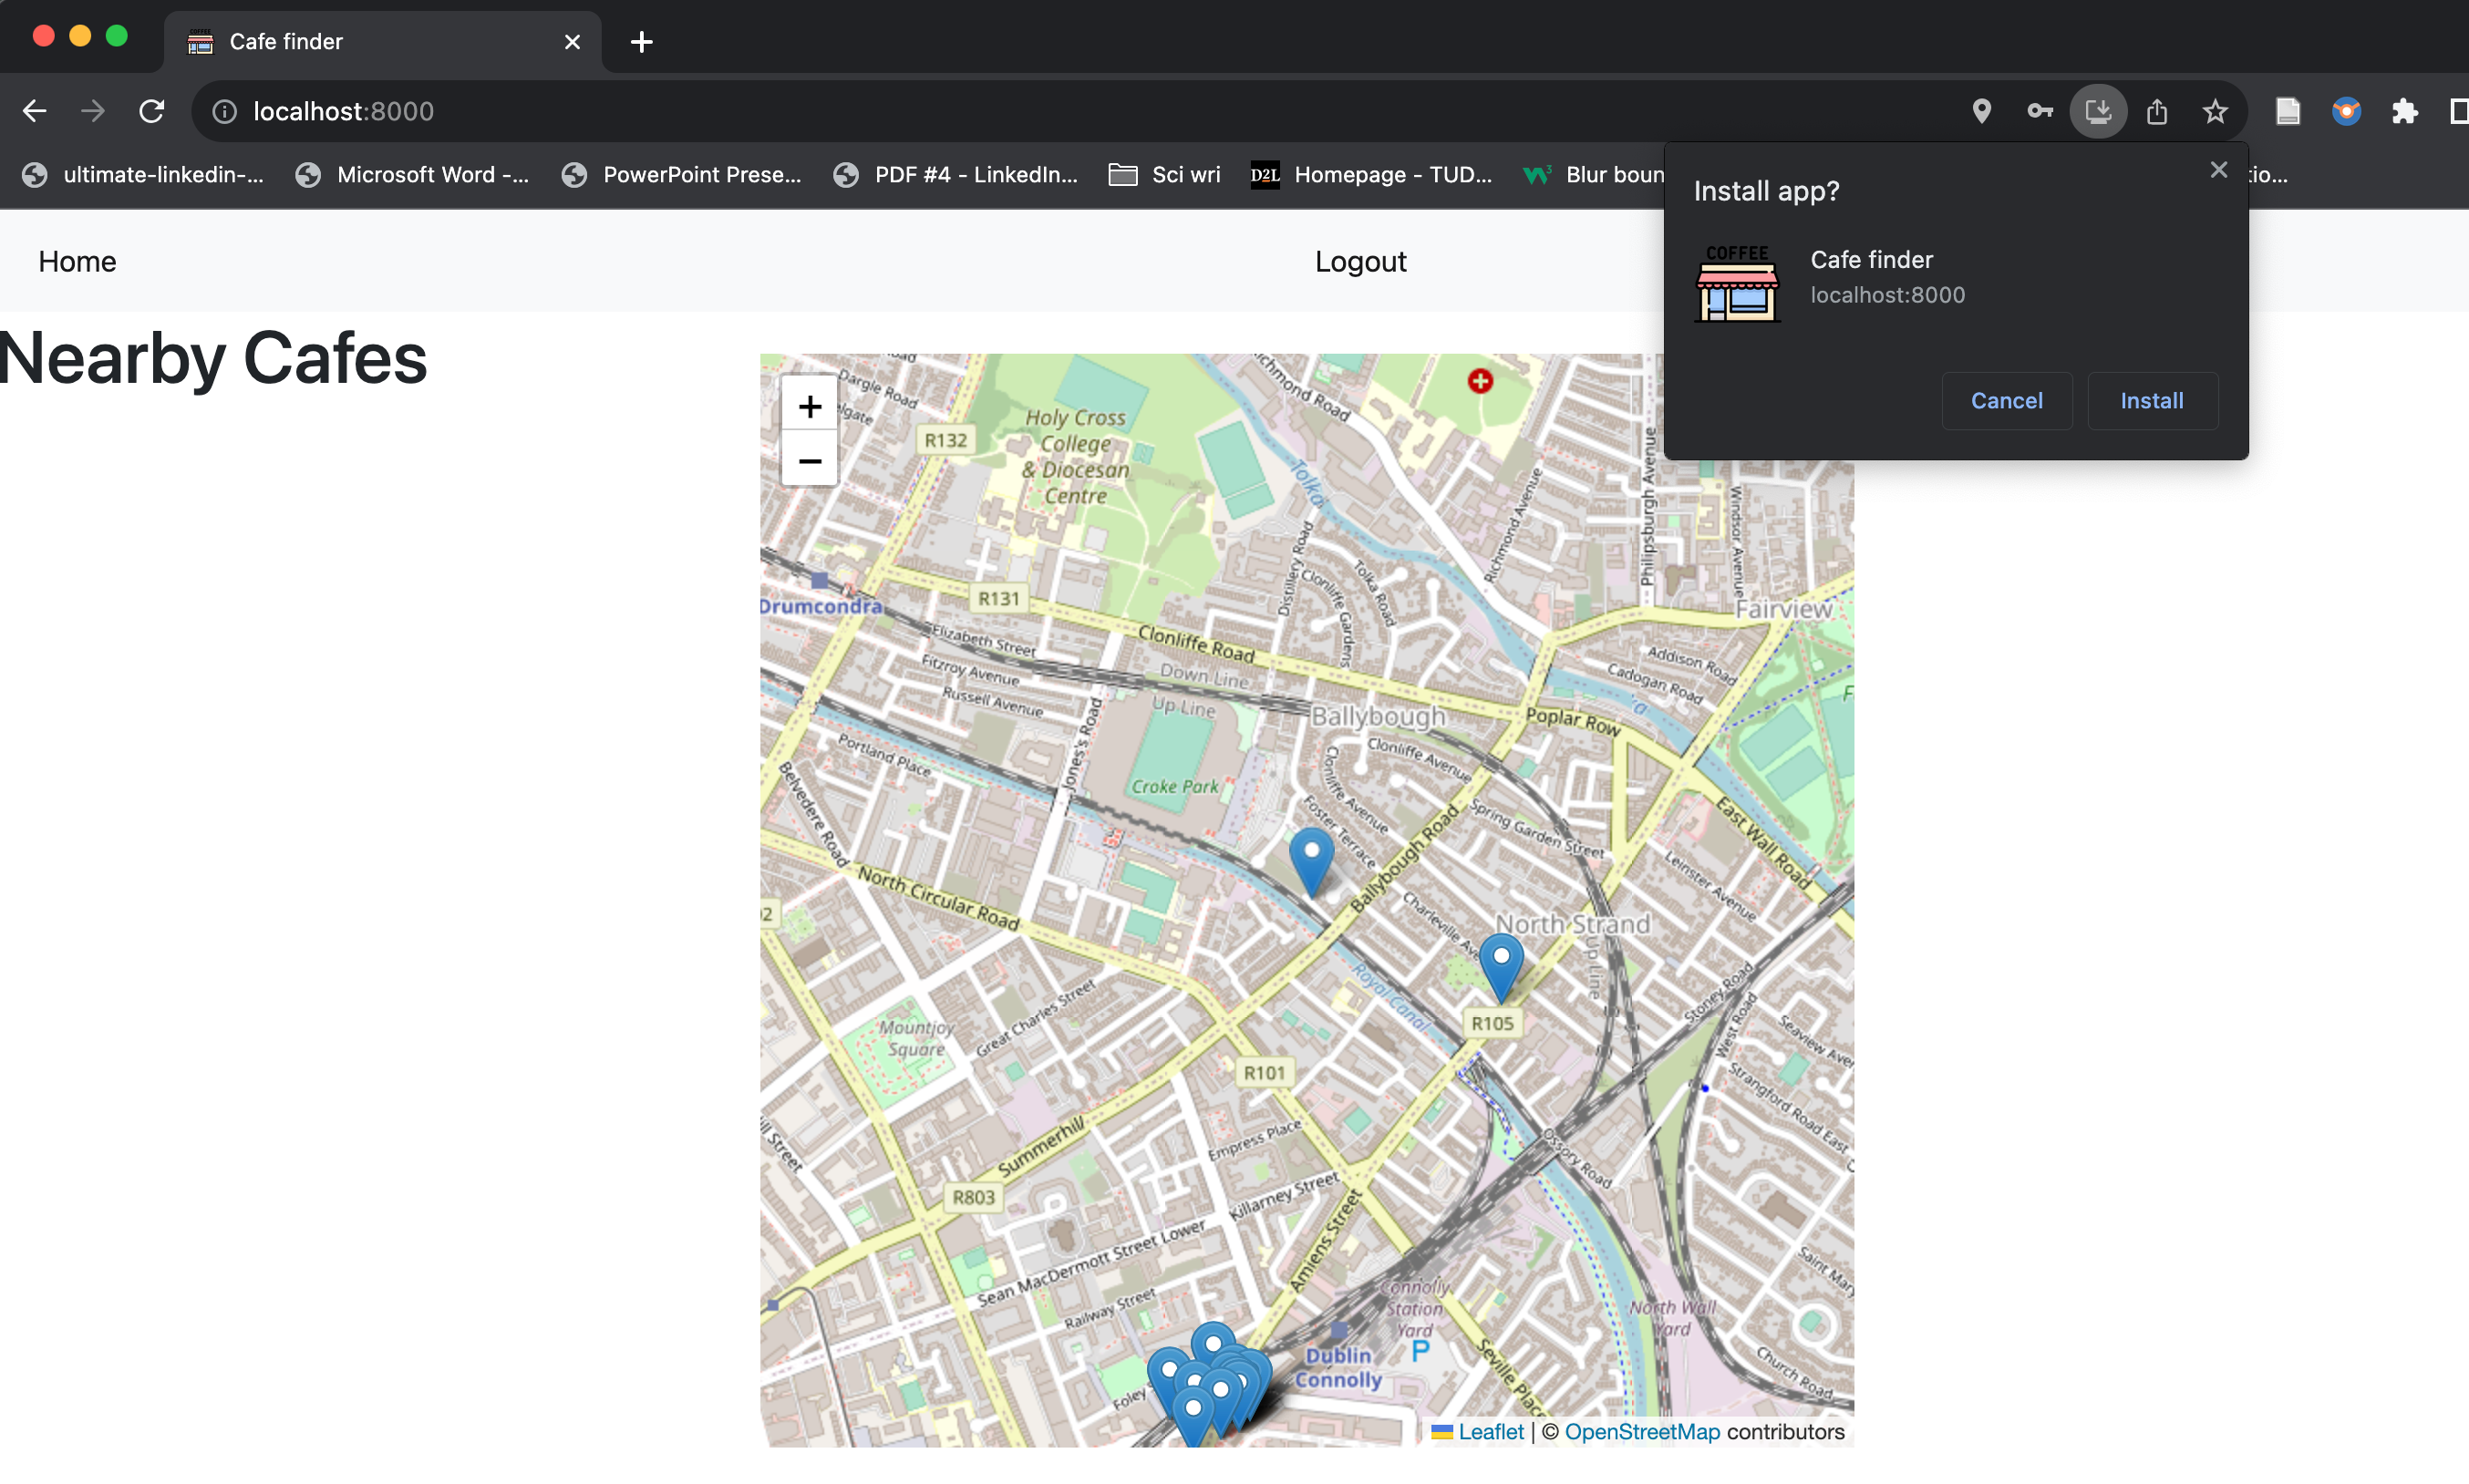 Cafe finder
localhost:8000
ultimate-linkedin-...
Microsoft Word -...
PowerPoint Prese...
PDF #4 - LinkedIn...
Sci wri
D2L
Homepage - TUD...
W3
Blur boun
tio...
Install app?
COFFEE
Cafe finder
localhost:8000
Cancel
Install
Home
Logout
Nearby Cafes
+
−
Dargle Road
Richmond Road
R132
Holy Cross
College
& Diocesan
Centre
Tolka
Richmond Avenue
Philipsburgh Avenue
Windsor Avenue
Distillery Road
Clonliffe Gardens
Tolka Road
R131
Drumcondra
Fairview
Elizabeth Street
Clonliffe Road
Fitzroy Avenue
Down Line
Addison Road
Cadogan Road
Russell Avenue
Up Line
Ballybough
Poplar Row
Jones's Road
Portland Place
Clonliffe Avenue
Clonliffe Avenue
Croke Park
Belvedere Road
Foster Terrace
Spring Garden Street
East Wall Road
Ballybough Road
Leinster Avenue
North Circular Road
Charleville Ave
North Strand
Up Line
Royal Canal
Stoney Road
West Road
Great Charles Street
Mountjoy
Square
R105
Seaview Ave
R101
Strangford Road East
Summerhill
Empress Place
Ossory Road
R803
Killarney Street
Amiens Street
Sean MacDermott Street Lower
Railway Street
Connolly
Station
Yard
North Wall
Yard
Saint Mary
P
Dublin
Connolly
Seville Place
Church Road
Foley
Leaflet | © OpenStreetMap contributors